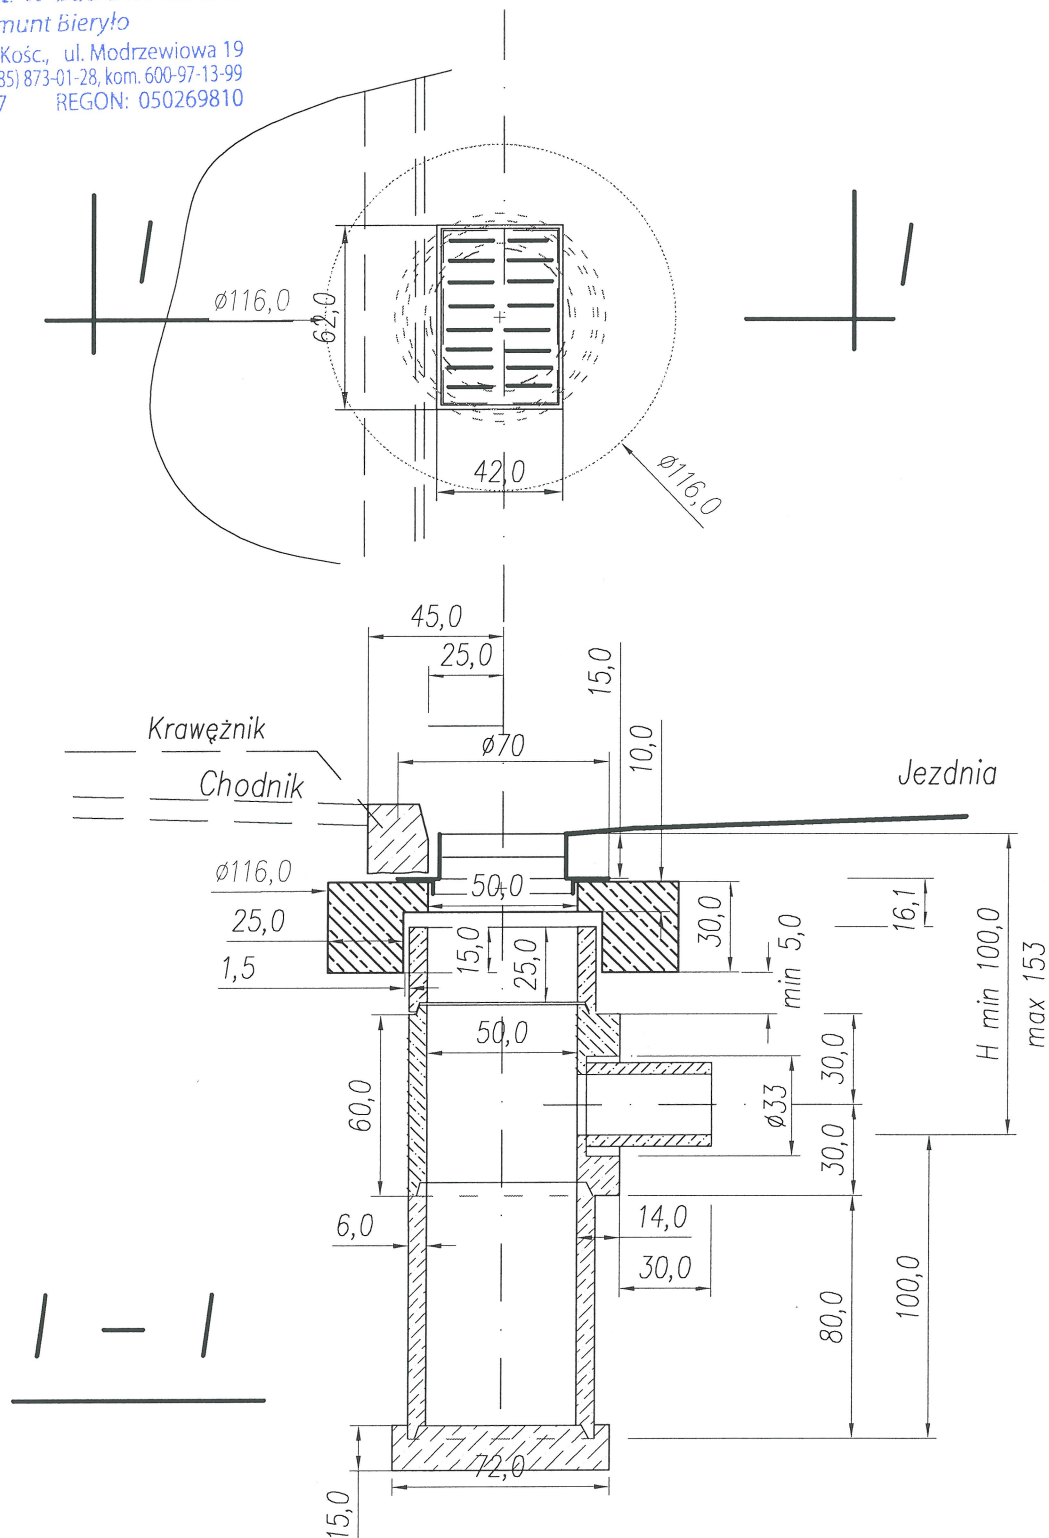 munt Bieryło
Kośc., ul. Modrzewiowa 19
85) 873-01-28, kom. 600-97-13-99
7 REGON: 050269810
I
I
ø116,0
62,0
42,0
ø116,0
45,0
25,0
15,0
10,0
ø70
Krawężnik
Chodnik
Jezdnia
ø116,0
50,0
25,0
1,5
15,0
25,0
30,0
min 5,0
16,1
H min 100,0
max 153
50,0
60,0
ø33
30,0
30,0
6,0
14,0
30,0
80,0
100,0
I – I
72,0
15,0